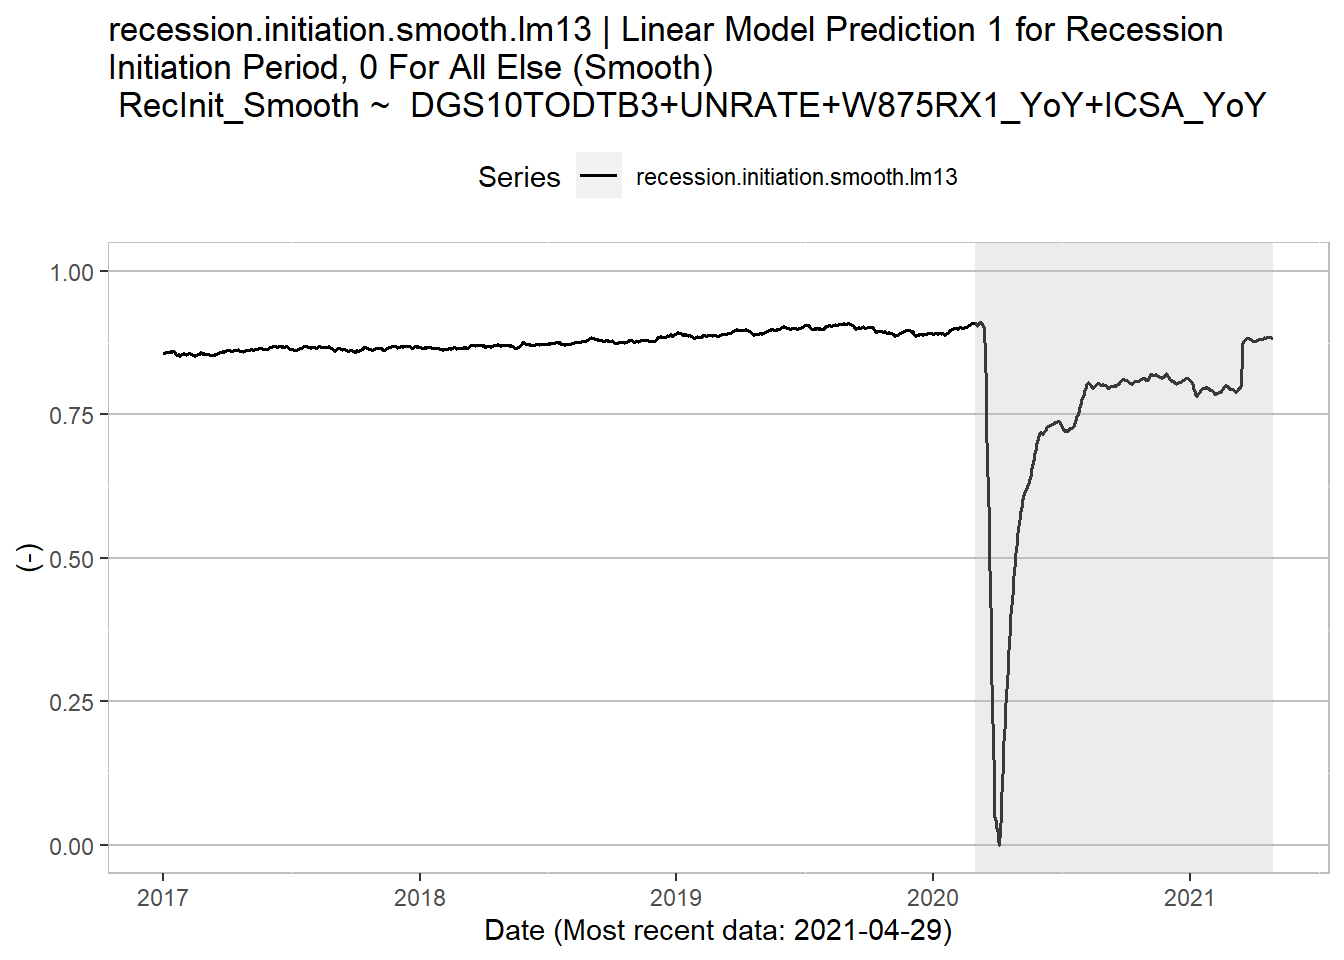 recession.initiation.smooth.lm13 | Linear Model Prediction 1 for Recession
Initiation Period, 0 For All Else (Smooth)
RecInit_Smooth ~  DGS10TODTB3+UNRATE+W875RX1_YoY+ICSA_YoY
Series
recession.initiation.smooth.lm13
1.00
0.75
0.50
0.25
0.00
(-)
2017
2018
2019
2020
2021
Date (Most recent data: 2021-04-29)